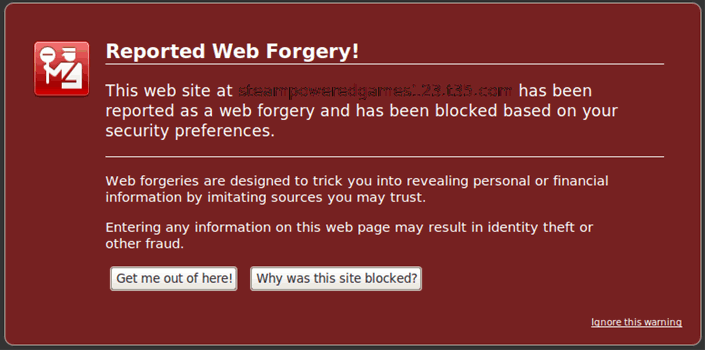 Reported Web Forgery!
This web site at steampoweredgames123.t35.com has been
reported as a web forgery and has been blocked based on your
security preferences.
Web forgeries are designed to trick you into revealing personal or financial
information by imitating sources you may trust.
Entering any information on this web page may result in identity theft or
other fraud.
Get me out of here! Why was this site blocked?
Ignore this warning